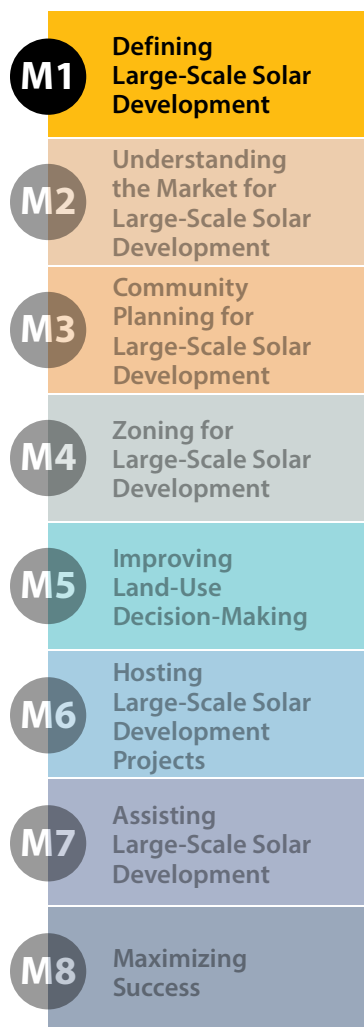 M1
Defining
Large-Scale Solar
Development
M2
Understanding
the Market for
Large-Scale Solar
Development
M3
Community
Planning for
Large-Scale Solar
Development
M4
Zoning for
Large-Scale Solar
Development
M5
Improving
Land-Use
Decision-Making
M6
Hosting
Large-Scale Solar
Development
Projects
M7
Assisting
Large-Scale Solar
Development
M8
Maximizing
Success